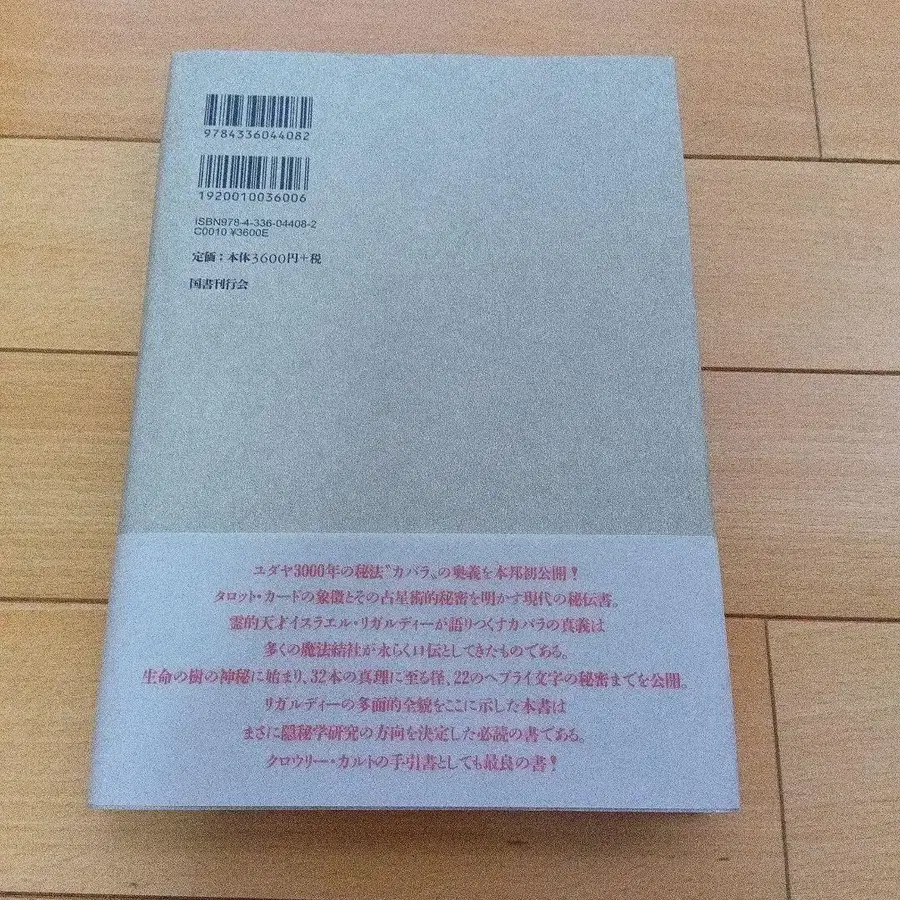 9784336044082
1920010036006
ISBN978-4-336-04408-2
C0010 ¥3600E
定価：本体3600円+税
国書刊行会
ユダヤ3000年の秘法〝カバラ〟の奥義を本邦初公開！
タロット・カードの象徴とその占星術的秘密を明かす現代の秘伝書。
霊的天才イスラエル・リガルディーが語りつくすカバラの真義は
多くの魔法結社が永らく口伝としてきたものである。
生命の樹の神秘に始まり、32本の真理に至る径、22のヘブライ文字の秘密までを公開。
リガルディーの多面的全貌をここに示した本書は
まさに隠秘学研究の方向を決定した必読の書である。
クロウリー・カルトの手引書としても最良の書！